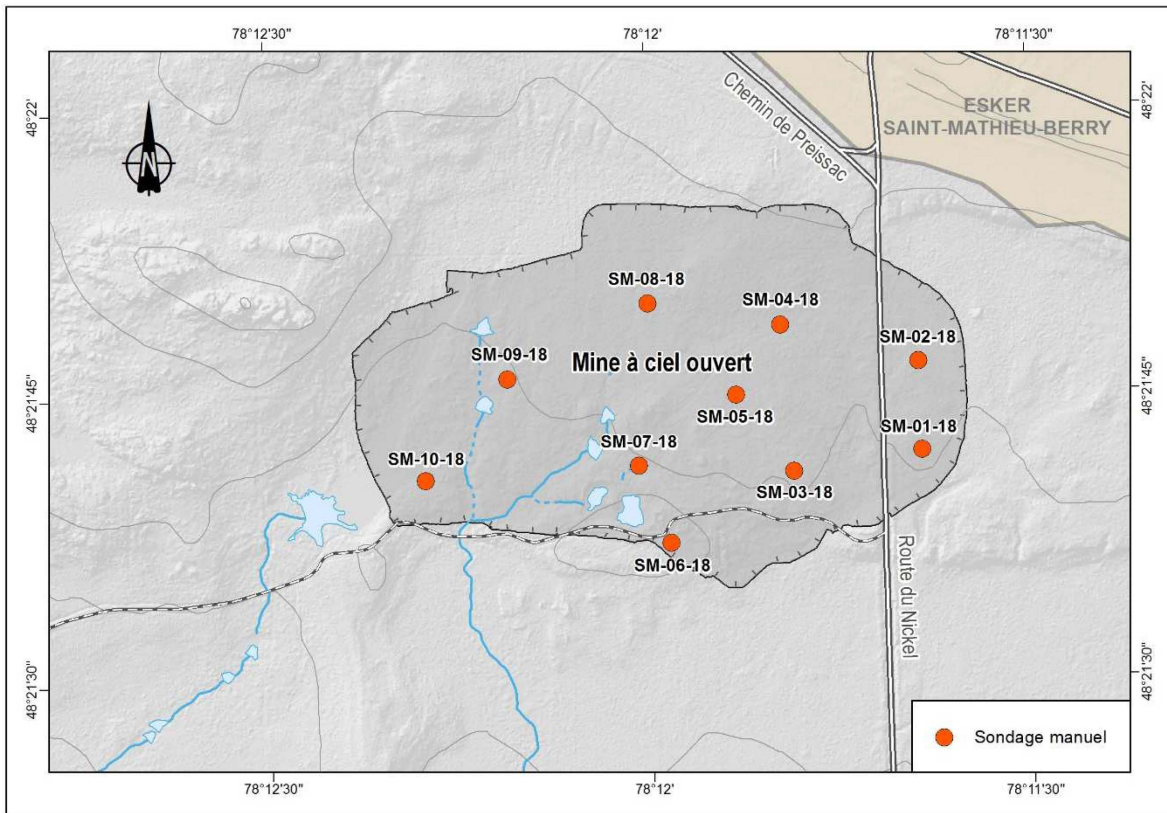 78°12'30"
78°12'
78°11'30"
48°22'
48°22'
ESKER
SAINT-MATHIEU-BERRY
Chemin de Preissac
N
SM-08-18
SM-04-18
SM-02-18
SM-09-18
Mine à ciel ouvert
48°21'45"
48°21'45"
SM-05-18
SM-01-18
SM-07-18
SM-10-18
SM-03-18
SM-06-18
Route du Nickel
48°21'30"
48°21'30"
Sondage manuel
78°12'30"
78°12'
78°11'30"